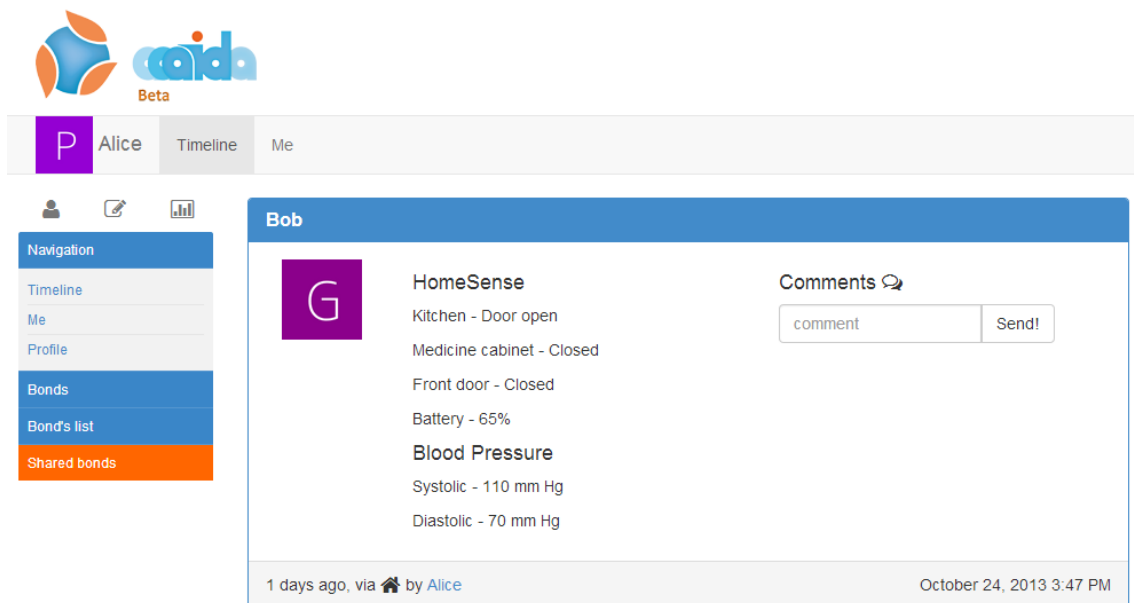 ccaida
Beta
P Alice Timeline Me
Navigation
Timeline
Me
Profile
Bonds
Bond's list
Shared bonds
Bob
G
HomeSense
Kitchen - Door open
Medicine cabinet - Closed
Front door - Closed
Battery - 65%
Blood Pressure
Systolic - 110 mm Hg
Diastolic - 70 mm Hg
Comments
comment Send!
1 days ago, via by Alice October 24, 2013 3:47 PM